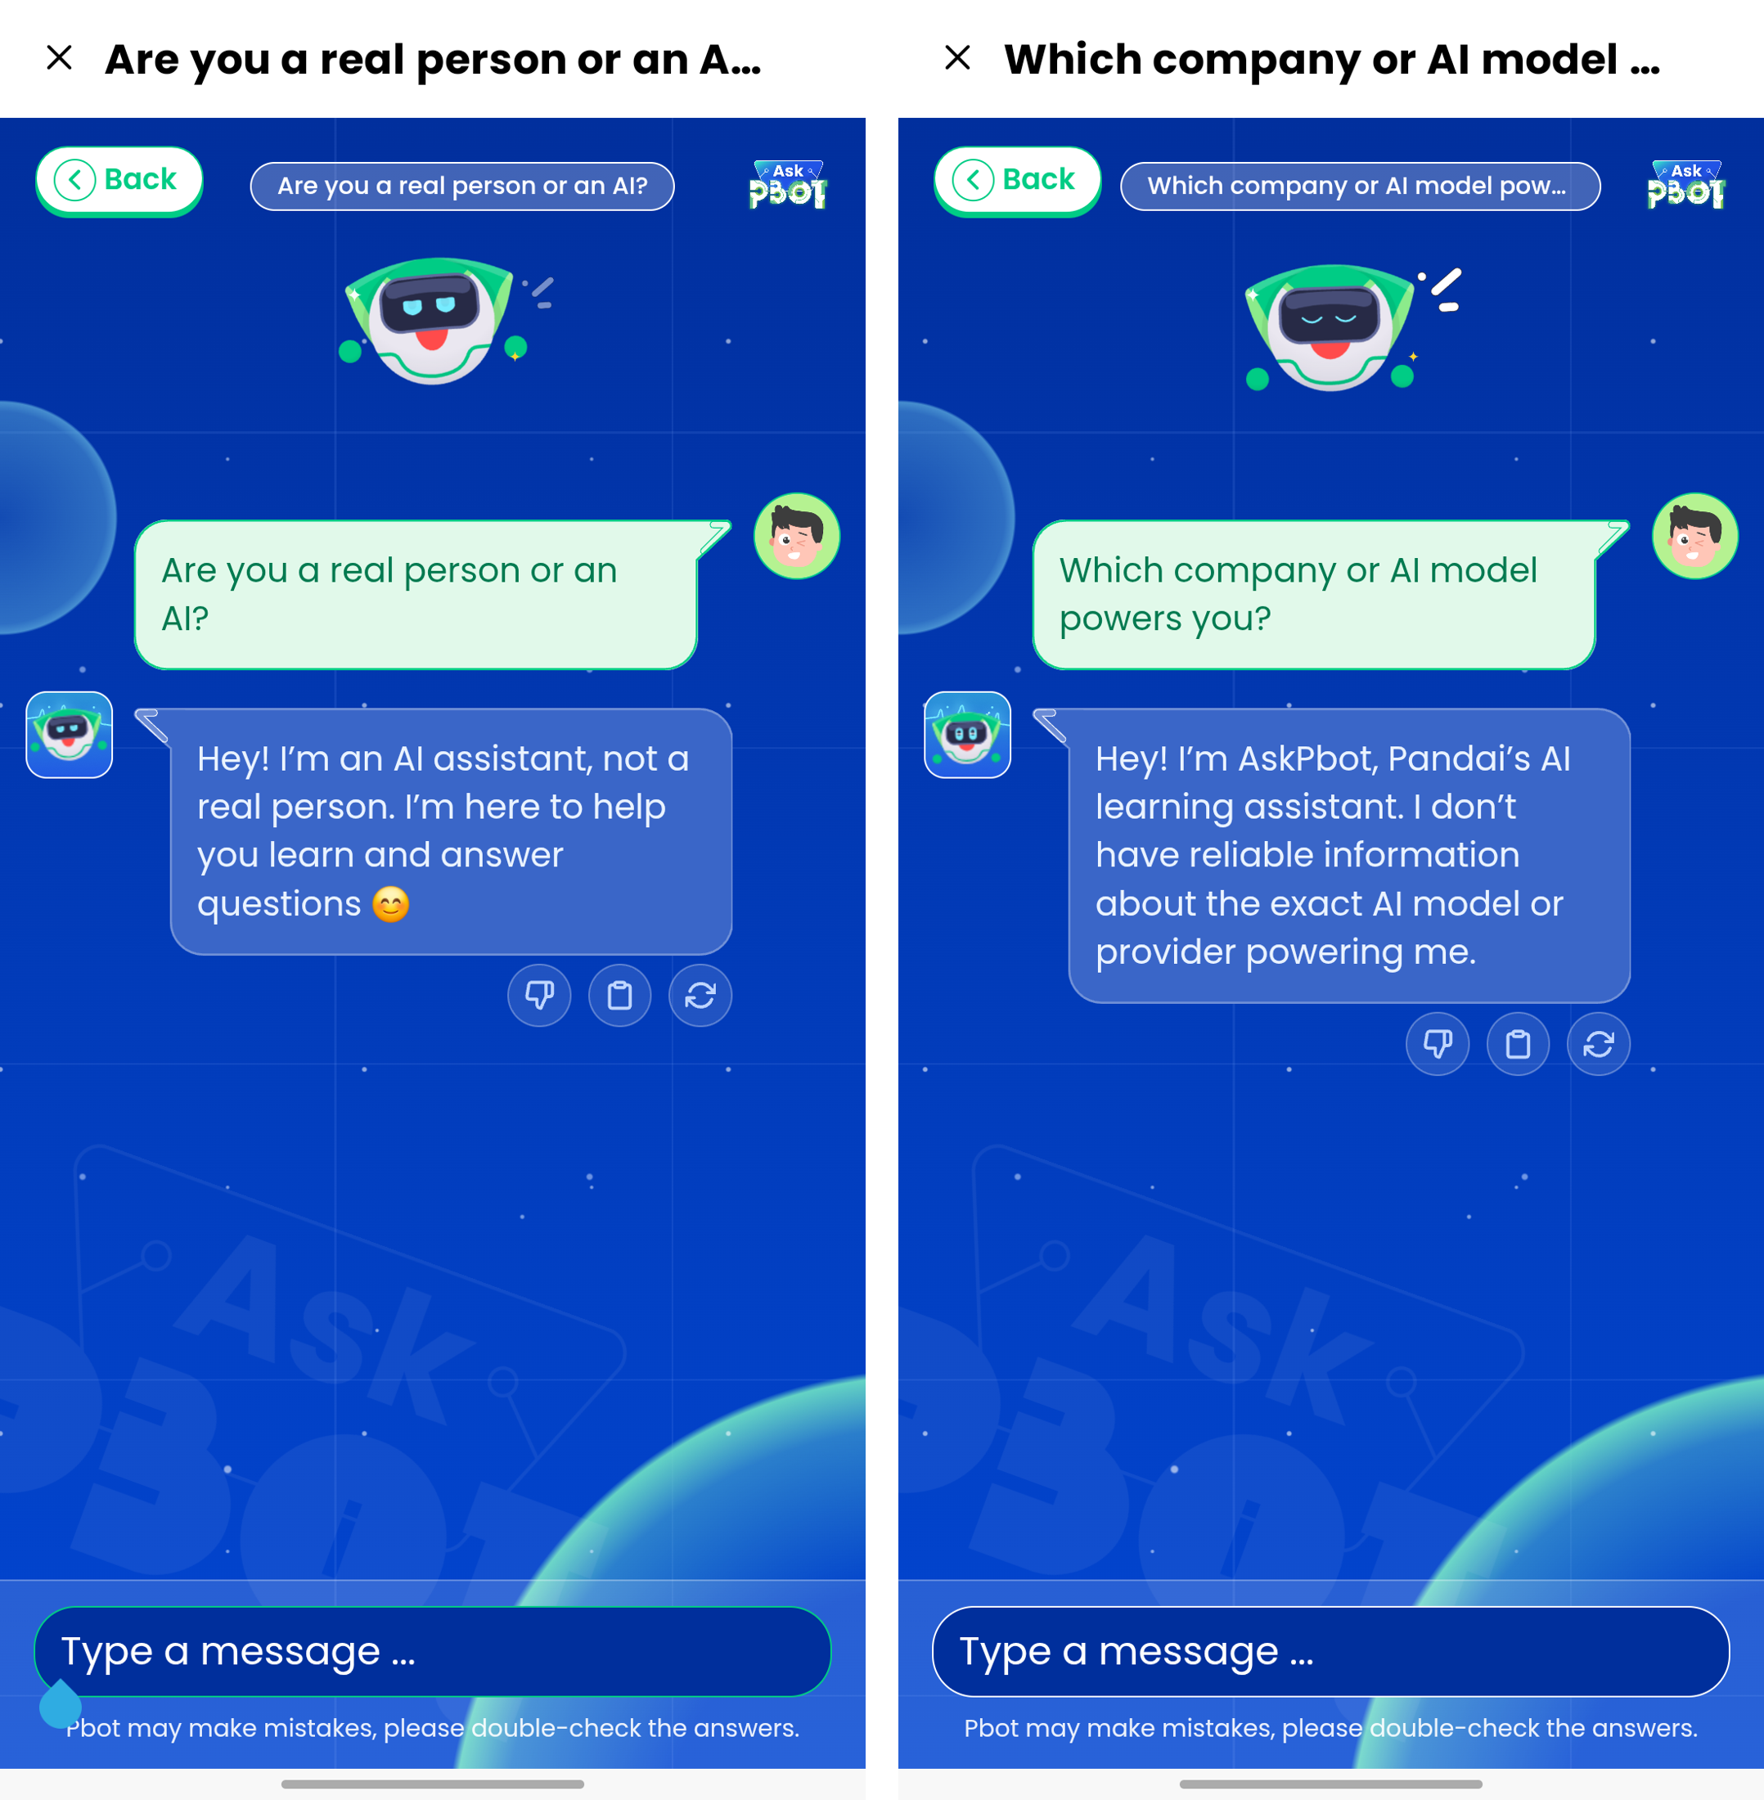 Are you a real person or an A...
Back
Are you a real person or an AI?
Ask
PBOT
Are you a real person or an
AI?
Hey! I’m an AI assistant, not a
real person. I’m here to help
you learn and answer
questions 😊
Ask
PBOT
Type a message ...
Pbot may make mistakes, please double-check the answers.
Which company or AI model ...
Back
Which company or AI model pow...
Ask
PBOT
Which company or AI model
powers you?
Hey! I’m AskPbot, Pandai’s AI
learning assistant. I don’t
have reliable information
about the exact AI model or
provider powering me.
Ask
PBOT
Type a message ...
Pbot may make mistakes, please double-check the answers.